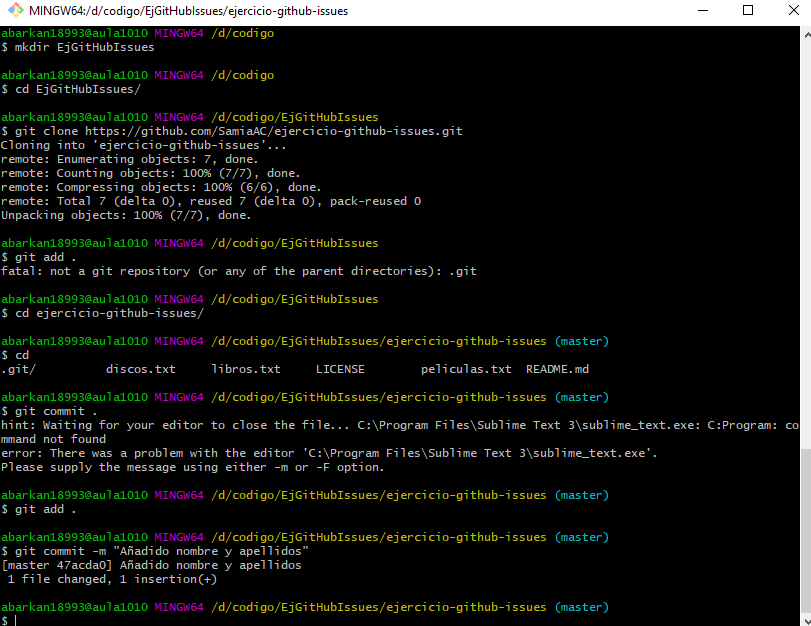 MINGW64:/d/codigo/EjGitHubIssues/ejercicio-github-issues
abarkan18993@aula1010 MINGW64 /d/codigo
$ mkdir EjGitHubIssues
abarkan18993@aula1010 MINGW64 /d/codigo
$ cd EjGitHubIssues/
abarkan18993@aula1010 MINGW64 /d/codigo/EjGitHubIssues
$ git clone https://github.com/SamiaAC/ejercicio-github-issues.git
Cloning into 'ejercicio-github-issues'...
remote: Enumerating objects: 7, done.
remote: Counting objects: 100% (7/7), done.
remote: Compressing objects: 100% (6/6), done.
remote: Total 7 (delta 0), reused 7 (delta 0), pack-reused 0
Unpacking objects: 100% (7/7), done.
abarkan18993@aula1010 MINGW64 /d/codigo/EjGitHubIssues
$ git add .
fatal: not a git repository (or any of the parent directories): .git
abarkan18993@aula1010 MINGW64 /d/codigo/EjGitHubIssues
$ cd ejercicio-github-issues/
abarkan18993@aula1010 MINGW64 /d/codigo/EjGitHubIssues/ejercicio-github-issues (master)
$ cd
.git/ discos.txt libros.txt LICENSE peliculas.txt README.md
abarkan18993@aula1010 MINGW64 /d/codigo/EjGitHubIssues/ejercicio-github-issues (master)
$ git commit .
hint: Waiting for your editor to close the file... C:\Program Files\Sublime Text 3\sublime_text.exe: C:Program: co
mmand not found
error: There was a problem with the editor 'C:\Program Files\Sublime Text 3\sublime_text.exe'.
Please supply the message using either -m or -F option.
abarkan18993@aula1010 MINGW64 /d/codigo/EjGitHubIssues/ejercicio-github-issues (master)
$ git add .
abarkan18993@aula1010 MINGW64 /d/codigo/EjGitHubIssues/ejercicio-github-issues (master)
$ git commit -m "Añadido nombre y apellidos"
[master 47acda0] Añadido nombre y apellidos
1 file changed, 1 insertion(+)
abarkan18993@aula1010 MINGW64 /d/codigo/EjGitHubIssues/ejercicio-github-issues (master)
$